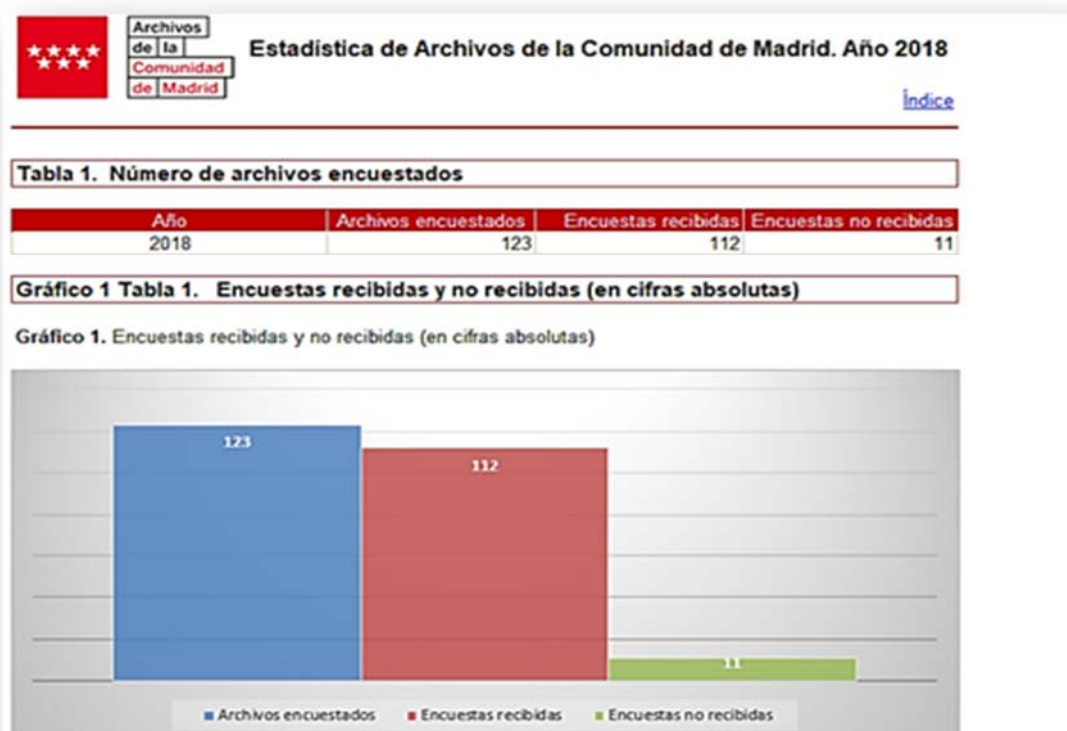 Archivos
de la
Comunidad
de Madrid
Estadística de Archivos de la Comunidad de Madrid. Año 2018
Índice
Tabla 1. Número de archivos encuestados
Año Archivos encuestados Encuestas recibidas Encuestas no recibidas
2018 123 112 11
Gráfico 1 Tabla 1. Encuestas recibidas y no recibidas (en cifras absolutas)
Gráfico 1. Encuestas recibidas y no recibidas (en cifras absolutas)
123
112
11
Archivos encuestados Encuestas recibidas Encuestas no recibidas